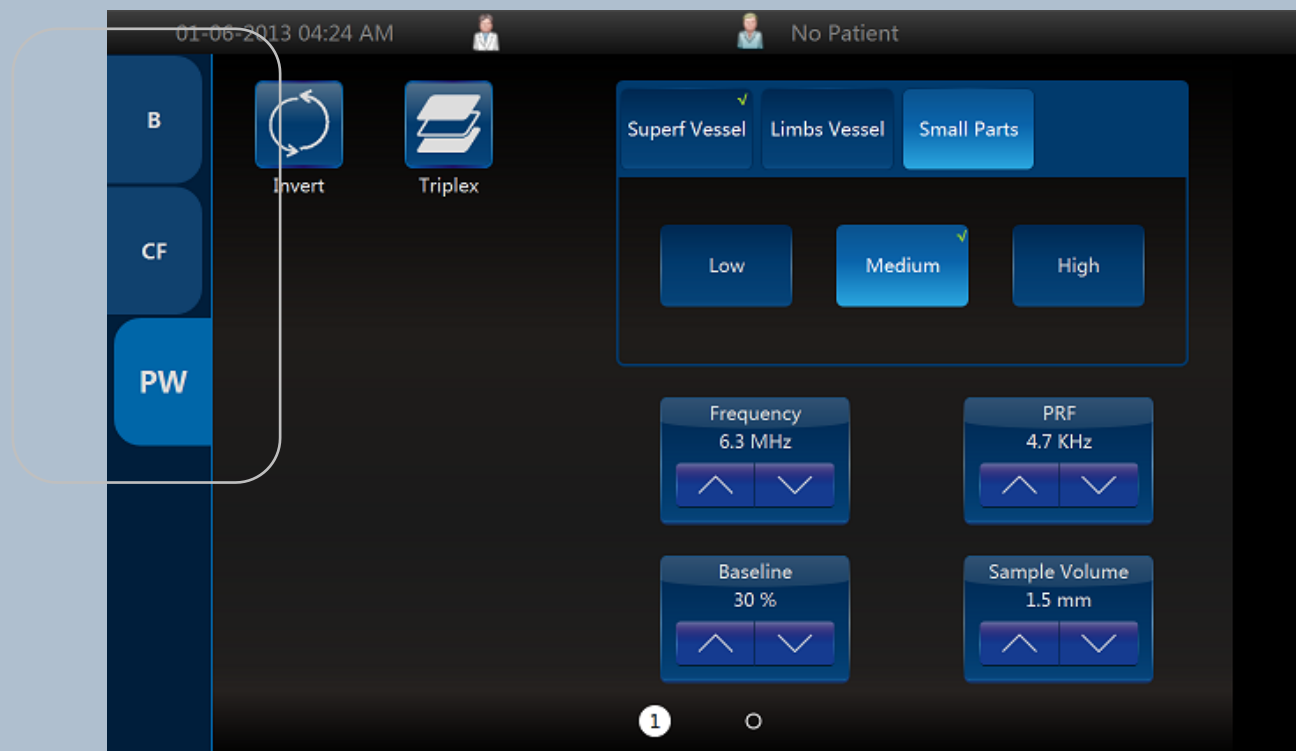 01-06-2013 04:24 AM No Patient
B
CF
PW
Invert Triplex
Superf Vessel √ Limbs Vessel Small Parts
Low Medium √ High
Frequency
6.3 MHz
PRF
4.7 KHz
Baseline
30 %
Sample Volume
1.5 mm
1